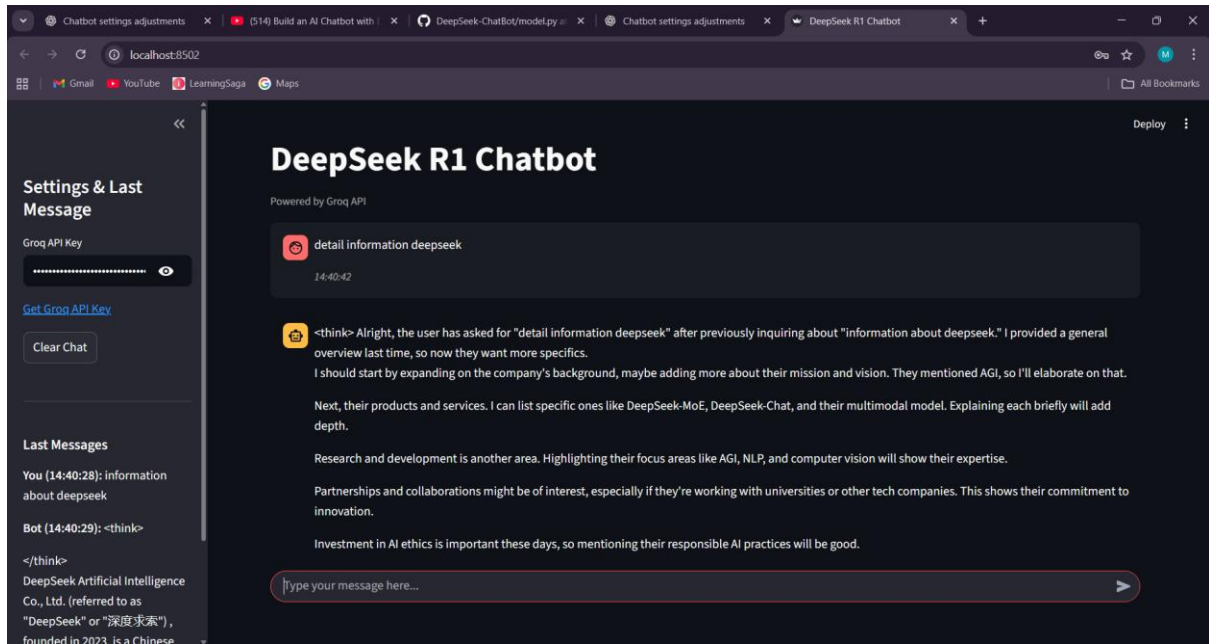 Chatbot settings adjustments
(514) Build an AI Chatbot with
DeepSeek-ChatBot/model.py a
Chatbot settings adjustments
DeepSeek R1 Chatbot
localhost:8502
M
Gmail
YouTube
LearningSaga
Maps
All Bookmarks
Deploy
Settings & Last
Message
Groq API Key
Get Groq API Key
Clear Chat
Last Messages
You (14:40:28): information
about deepseek
Bot (14:40:29): <think>
</think>
DeepSeek Artificial Intelligence
Co., Ltd. (referred to as
"DeepSeek" or "深度求索") ,
founded in 2023, is a Chinese
DeepSeek R1 Chatbot
Powered by Groq API
detail information deepseek
14:40:42
<think> Alright, the user has asked for "detail information deepseek" after previously inquiring about "information about deepseek." I provided a general
overview last time, so now they want more specifics.
I should start by expanding on the company's background, maybe adding more about their mission and vision. They mentioned AGI, so I'll elaborate on that.
Next, their products and services. I can list specific ones like DeepSeek-MoE, DeepSeek-Chat, and their multimodal model. Explaining each briefly will add
depth.
Research and development is another area. Highlighting their focus areas like AGI, NLP, and computer vision will show their expertise.
Partnerships and collaborations might be of interest, especially if they're working with universities or other tech companies. This shows their commitment to
innovation.
Investment in AI ethics is important these days, so mentioning their responsible AI practices will be good.
Type your message here...